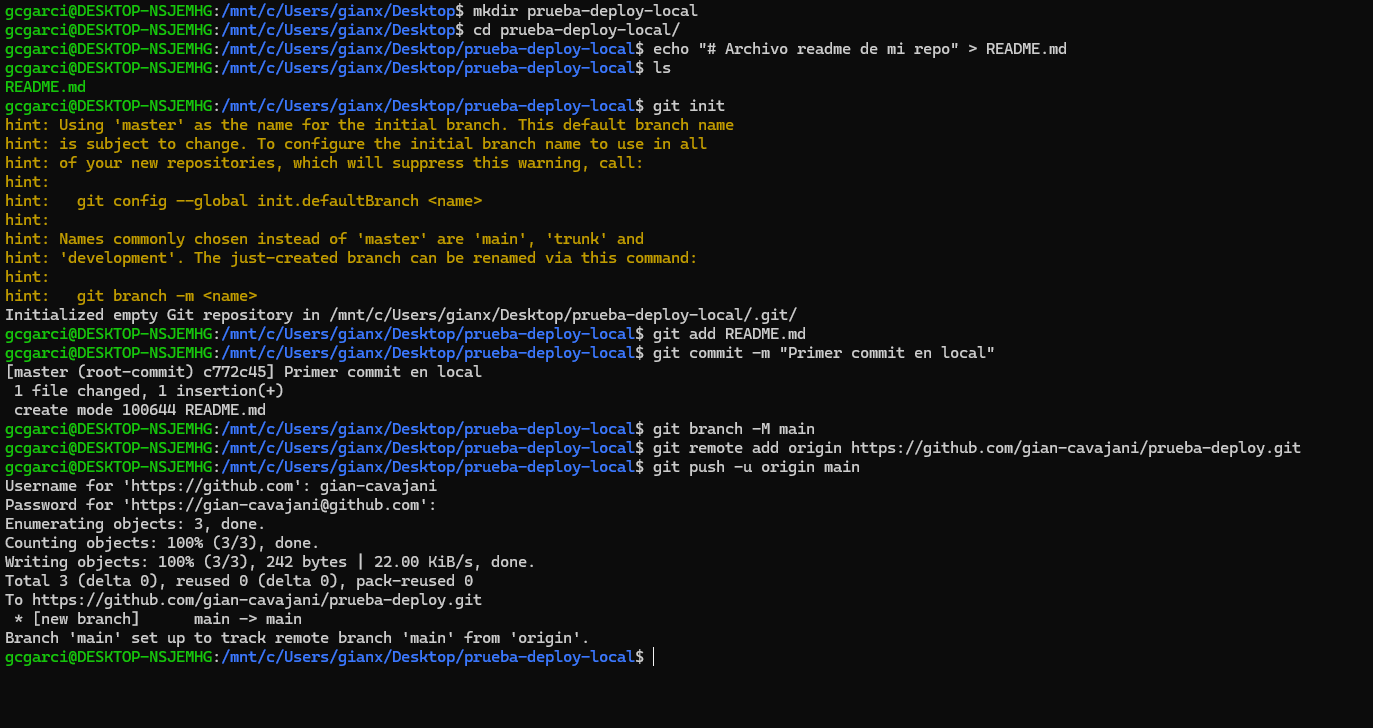 gcgarci@DESKTOP-NSJEMHG:/mnt/c/Users/gianx/Desktop$ mkdir prueba-deploy-local
gcgarci@DESKTOP-NSJEMHG:/mnt/c/Users/gianx/Desktop$ cd prueba-deploy-local/
gcgarci@DESKTOP-NSJEMHG:/mnt/c/Users/gianx/Desktop/prueba-deploy-local$ echo "# Archivo readme de mi repo" > README.md
gcgarci@DESKTOP-NSJEMHG:/mnt/c/Users/gianx/Desktop/prueba-deploy-local$ ls
README.md
gcgarci@DESKTOP-NSJEMHG:/mnt/c/Users/gianx/Desktop/prueba-deploy-local$ git init
hint: Using 'master' as the name for the initial branch. This default branch name
hint: is subject to change. To configure the initial branch name to use in all
hint: of your new repositories, which will suppress this warning, call:
hint:
hint:   git config --global init.defaultBranch <name>
hint:
hint: Names commonly chosen instead of 'master' are 'main', 'trunk' and
hint: 'development'. The just-created branch can be renamed via this command:
hint:
hint:   git branch -m <name>
Initialized empty Git repository in /mnt/c/Users/gianx/Desktop/prueba-deploy-local/.git/
gcgarci@DESKTOP-NSJEMHG:/mnt/c/Users/gianx/Desktop/prueba-deploy-local$ git add README.md
gcgarci@DESKTOP-NSJEMHG:/mnt/c/Users/gianx/Desktop/prueba-deploy-local$ git commit -m "Primer commit en local"
[master (root-commit) c772c45] Primer commit en local
 1 file changed, 1 insertion(+)
 create mode 100644 README.md
gcgarci@DESKTOP-NSJEMHG:/mnt/c/Users/gianx/Desktop/prueba-deploy-local$ git branch -M main
gcgarci@DESKTOP-NSJEMHG:/mnt/c/Users/gianx/Desktop/prueba-deploy-local$ git remote add origin https://github.com/gian-cavajani/prueba-deploy.git
gcgarci@DESKTOP-NSJEMHG:/mnt/c/Users/gianx/Desktop/prueba-deploy-local$ git push -u origin main
Username for 'https://github.com': gian-cavajani
Password for 'https://gian-cavajani@github.com':
Enumerating objects: 3, done.
Counting objects: 100% (3/3), done.
Writing objects: 100% (3/3), 242 bytes | 22.00 KiB/s, done.
Total 3 (delta 0), reused 0 (delta 0), pack-reused 0
To https://github.com/gian-cavajani/prueba-deploy.git
 * [new branch]      main -> main
Branch 'main' set up to track remote branch 'main' from 'origin'.
gcgarci@DESKTOP-NSJEMHG:/mnt/c/Users/gianx/Desktop/prueba-deploy-local$